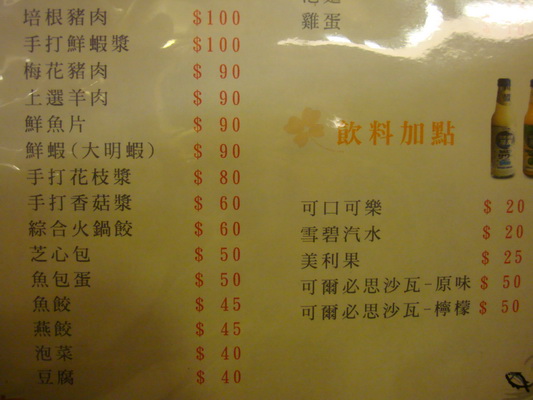 培根豬肉 $100
手打鮮蝦漿 $100
梅花豬肉 $ 90
上選羊肉 $ 90
鮮魚片 $ 90
鮮蝦(大明蝦) $ 90
手打花枝漿 $ 80
手打香菇漿 $ 60
綜合火鍋餃 $ 60
芝心包 $ 50
魚包蛋 $ 50
魚餃 $ 45
燕餃 $ 45
泡菜 $ 40
豆腐 $ 40
雞蛋
飲料加點
可口可樂 $ 20
雪碧汽水 $ 20
美利果 $ 25
可爾必思沙瓦-原味 $ 50
可爾必思沙瓦-檸檬 $ 50